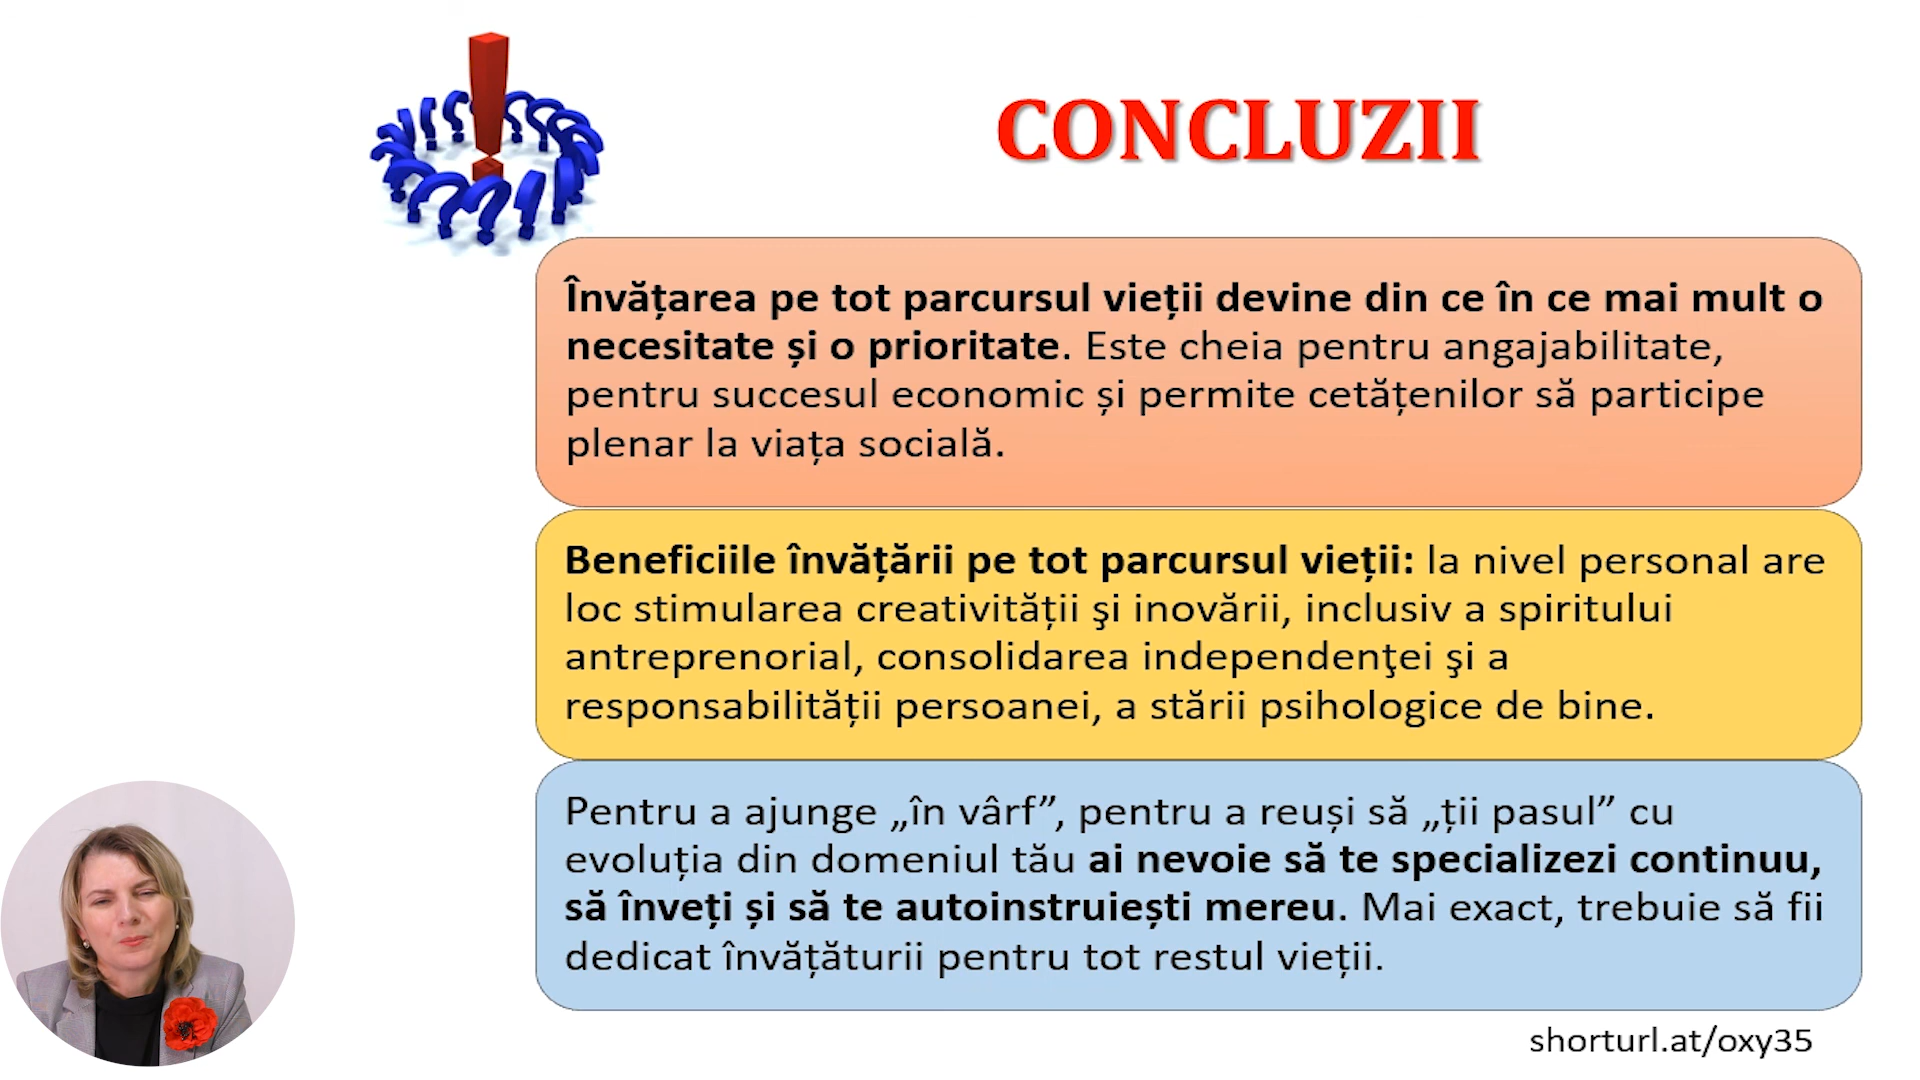 CONCLUZII
Învățarea pe tot parcursul vieții devine din ce în ce mai mult o
necesitate și o prioritate. Este cheia pentru angajabilitate,
pentru succesul economic și permite cetățenilor să participe
plenar la viața socială.
Beneficiile învățării pe tot parcursul vieții: la nivel personal are
loc stimularea creativității şi inovării, inclusiv a spiritului
antreprenorial, consolidarea independenţei şi a
responsabilității persoanei, a stării psihologice de bine.
Pentru a ajunge „în vârf”, pentru a reuși să „ții pasul” cu
evoluția din domeniul tău ai nevoie să te specializezi continuu,
să înveți și să te autoinstruiești mereu. Mai exact, trebuie să fii
dedicat învățăturii pentru tot restul vieții.
shorturl.at/oxy35